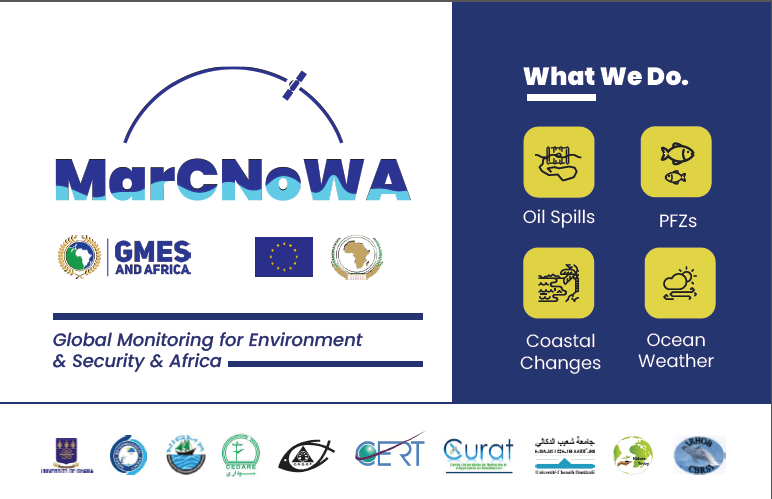 What We Do.
MarCNoWA
Oil Spills
PFZs
GMES
AND AFRICA
Coastal
Changes
Ocean
Weather
Global Monitoring for Environment
& Security & Africa
UNIVERSITY OF GHANA
CEDARE
CERT
Curat
جامعة شعيب الدكالي
Université Chouaib Doukkali